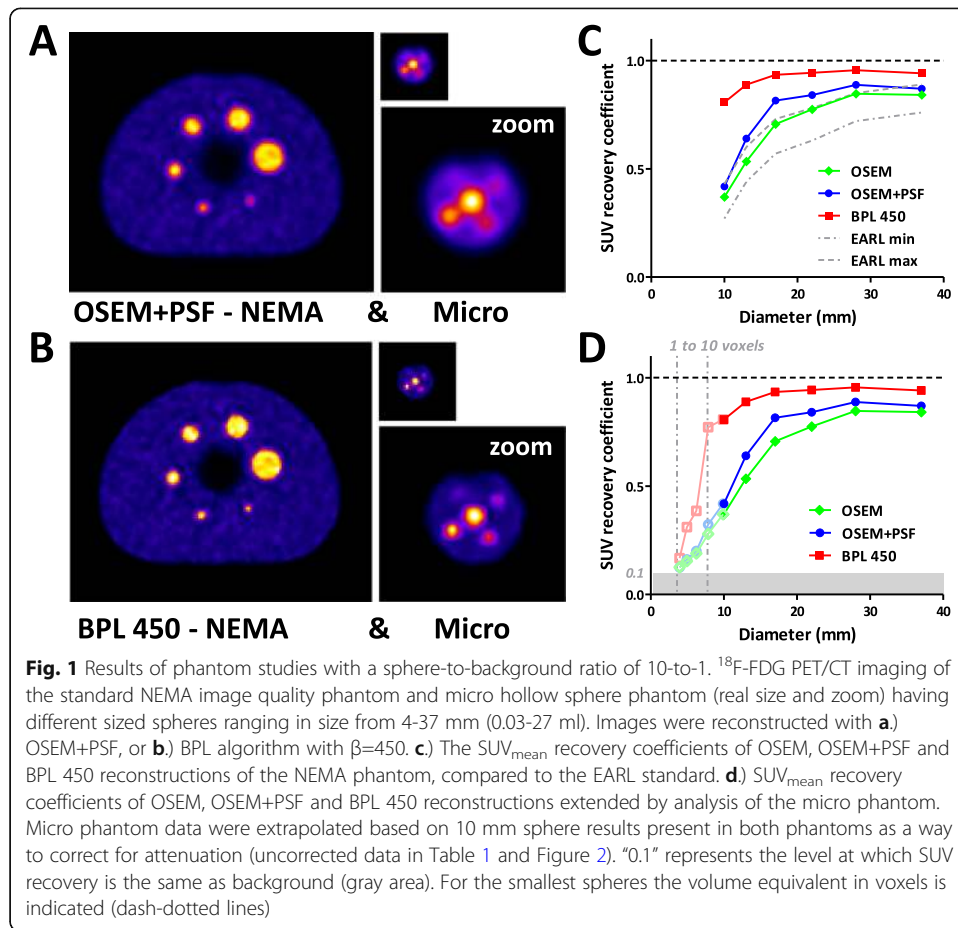 A
zoom
OSEM+PSF - NEMA & Micro
B
zoom
BPL 450 - NEMA & Micro
C
SUV recovery coefficient
1.0
0.5
0.0
0 10 20 30 40
Diameter (mm)
OSEM
OSEM+PSF
BPL 450
EARL min
EARL max
D
1 to 10 voxels
SUV recovery coefficient
1.0
0.5
0.1
0.0
0 10 20 30 40
Diameter (mm)
OSEM
OSEM+PSF
BPL 450
Fig. 1 Results of phantom studies with a sphere-to-background ratio of 10-to-1. ¹⁸F-FDG PET/CT imaging of
the standard NEMA image quality phantom and micro hollow sphere phantom (real size and zoom) having
different sized spheres ranging in size from 4-37 mm (0.03-27 ml). Images were reconstructed with a.)
OSEM+PSF, or b.) BPL algorithm with β=450. c.) The SUVmean recovery coefficients of OSEM, OSEM+PSF and
BPL 450 reconstructions of the NEMA phantom, compared to the EARL standard. d.) SUVmean recovery
coefficients of OSEM, OSEM+PSF and BPL 450 reconstructions extended by analysis of the micro phantom.
Micro phantom data were extrapolated based on 10 mm sphere results present in both phantoms as a way
to correct for attenuation (uncorrected data in Table 1 and Figure 2). “0.1” represents the level at which SUV
recovery is the same as background (gray area). For the smallest spheres the volume equivalent in voxels is
indicated (dash-dotted lines)